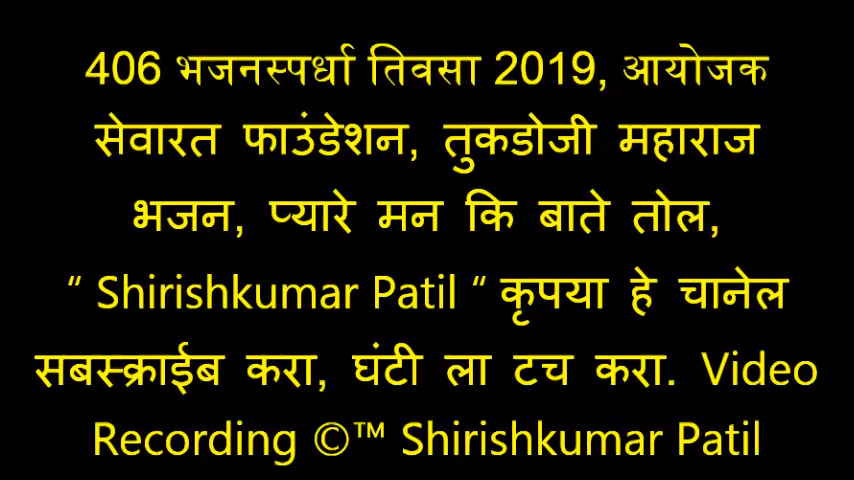 406 भजनस्पर्धा तिवसा 2019, आयोजक
सेवारत फाउंडेशन, तुकडोजी महाराज
भजन, प्यारे मन कि बाते तोल,
“ Shirishkumar Patil “ कृपया हे चानेल
सबस्क्राईब करा, घंटी ला टच करा. Video
Recording ©™ Shirishkumar Patil